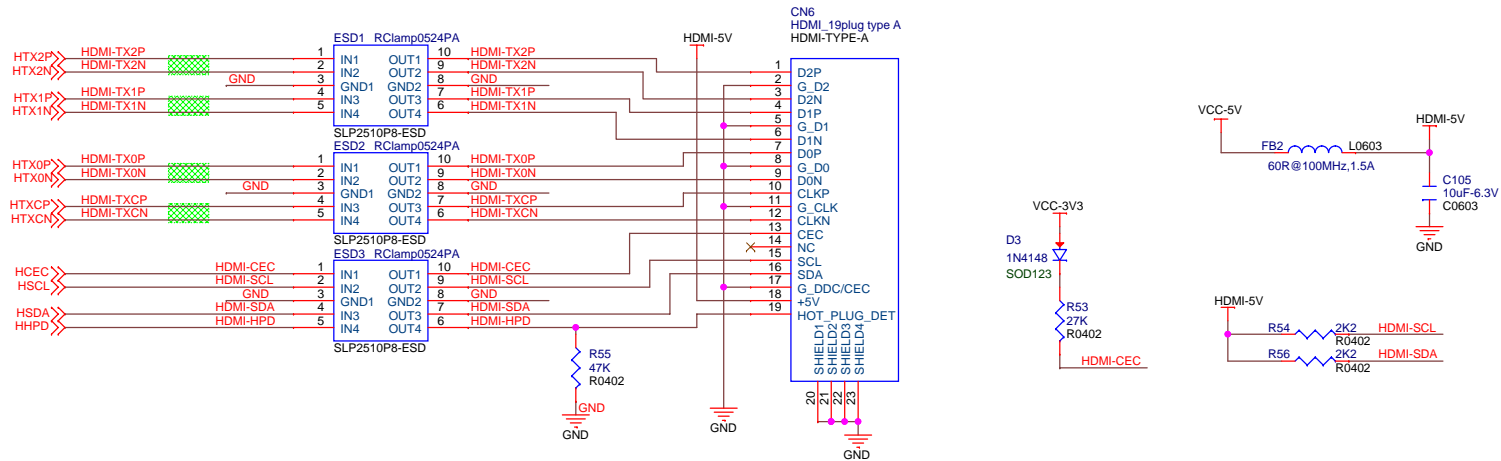 HTX2P HDMI-TX2P
HTX2N HDMI-TX2N
GND
HTX1P HDMI-TX1P
HTX1N HDMI-TX1N
ESD1 RClamp0524PA
1 IN1 OUT1 10 HDMI-TX2P
2 IN2 OUT2 9 HDMI-TX2N
3 GND1 GND2 8 GND
4 IN3 OUT3 7 HDMI-TX1P
5 IN4 OUT4 6 HDMI-TX1N
SLP2510P8-ESD
HTX0P HDMI-TX0P
HTX0N HDMI-TX0N
GND
HTXCP HDMI-TXCP
HTXCN HDMI-TXCN
ESD2 RClamp0524PA
1 IN1 OUT1 10 HDMI-TX0P
2 IN2 OUT2 9 HDMI-TX0N
3 GND1 GND2 8 GND
4 IN3 OUT3 7 HDMI-TXCP
5 IN4 OUT4 6 HDMI-TXCN
SLP2510P8-ESD
HCEC HDMI-CEC
HSCL HDMI-SCL
GND
HSDA HDMI-SDA
HHPD HDMI-HPD
ESD3 RClamp0524PA
1 IN1 OUT1 10 HDMI-CEC
2 IN2 OUT2 9 HDMI-SCL
3 GND1 GND2 8 GND
4 IN3 OUT3 7 HDMI-SDA
5 IN4 OUT4 6 HDMI-HPD
SLP2510P8-ESD
R55
47K
R0402
GND
GND
HDMI-5V
GND
CN6
HDMI_19plug type A
HDMI-TYPE-A
1 D2P
2 G_D2
3 D2N
4 D1P
5 G_D1
6 D1N
7 D0P
8 G_D0
9 D0N
10 CLKP
11 G_CLK
12 CLKN
13 CEC
14 NC
15 SCL
16 SDA
17 G_DDC/CEC
18 +5V
19 HOT_PLUG_DET
SHIELD1
SHIELD2
SHIELD3
SHIELD4
20
21
22
23
GND
VCC-3V3
D3
1N4148
SOD123
R53
27K
R0402
HDMI-CEC
VCC-5V
FB2 L0603
60R@100MHz,1.5A
HDMI-5V
C105
10uF-6.3V
C0603
GND
HDMI-5V
R54 2K2 HDMI-SCL
R0402
R56 2K2 HDMI-SDA
R0402